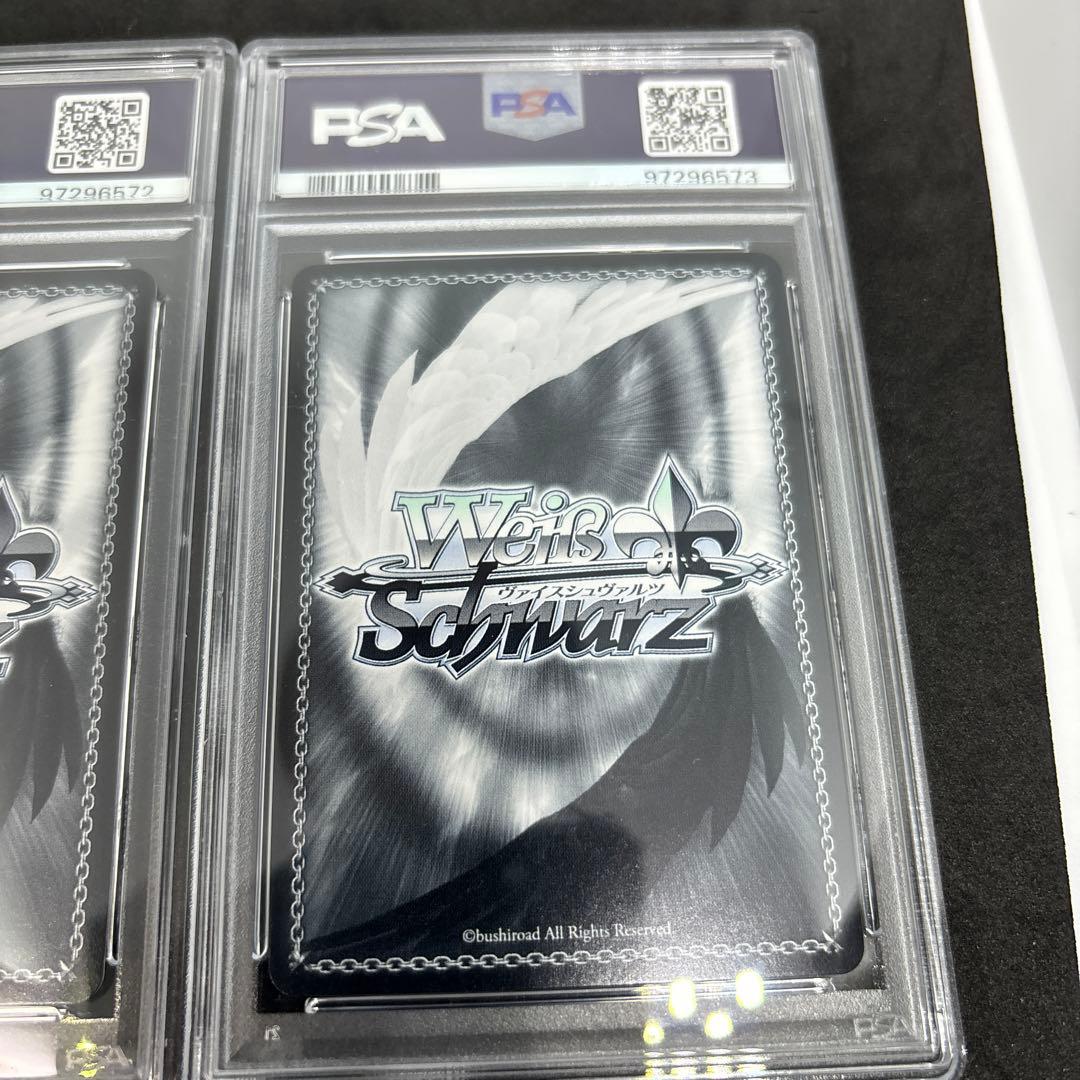 PSA
PSA
97296572
97296573
Weiß
ヴァイスシュヴァルツ
Schwarz
©bushiroad All Rights Reserved
PSA
PSA